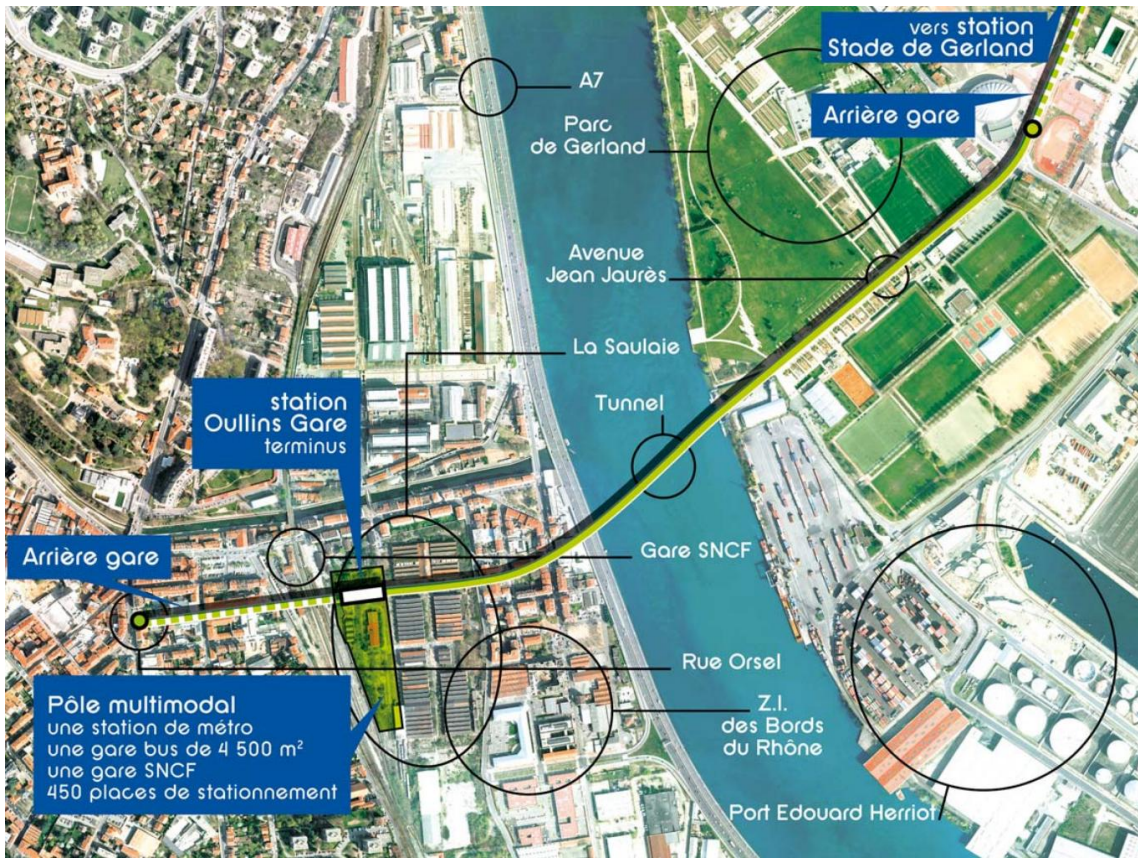 vers station
Stade de Gerland
A7
Parc
de Gerland
Arrière gare
Avenue
Jean Jaurès
La Saulaie
station
Oullins Gare
terminus
Tunnel
Arrière gare
Gare SNCF
Rue Orsel
Pôle multimodal
une station de métro
une gare bus de 4 500 m²
une gare SNCF
450 places de stationnement
Z.I.
des Bords
du Rhône
Port Edouard Herriot